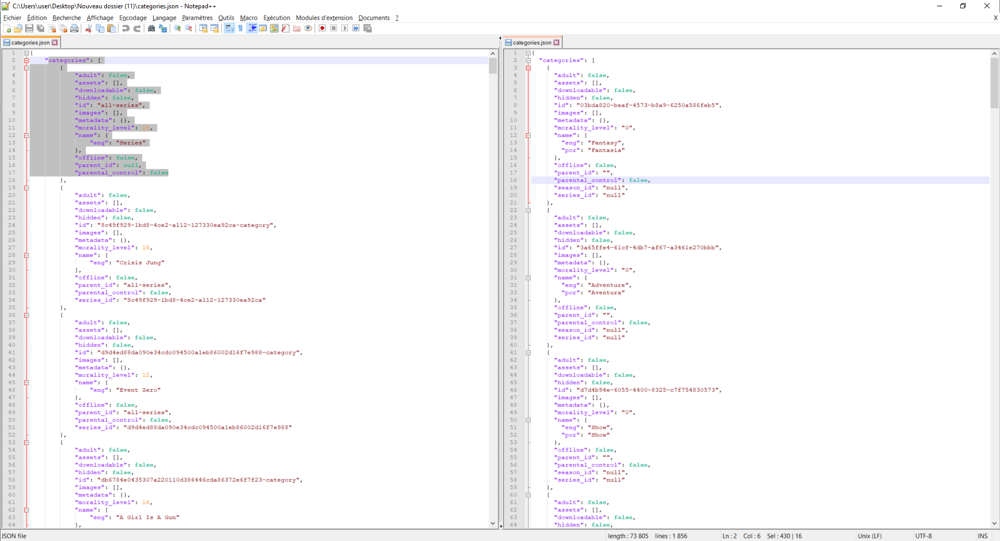 C:\Users\user\Desktop\Nouveau dossier (11)\categories.json - Notepad++
Fichier Édition Recherche Affichage Encodage Langage Paramètres Outils Macro Exécution Modules d'extension Documents ? X
categories.json
1 {
2 "categories": [
3 {
4 "adult": false,
5 "assets": [],
6 "downloadable": false,
7 "hidden": false,
8 "id": "all-series",
9 "images": [],
10 "metadata": {},
11 "morality_level": 18,
12 "name": {
13 "eng": "Series"
14 },
15 "offline": false,
16 "parent_id": null,
17 "parental_control": false
18 },
19 {
20 "adult": false,
21 "assets": [],
22 "downloadable": false,
23 "hidden": false,
24 "id": "8c49f929-1bd8-4ce2-a112-127330ea92ca-category",
25 "images": [],
26 "metadata": {},
27 "morality_level": 16,
28 "name": {
29 "eng": "Crisis Jung"
30 },
31 "offline": false,
32 "parent_id": "all-series",
33 "parental_control": false,
34 "series_id": "8c49f929-1bd8-4ce2-a112-127330ea92ca"
35 },
36 {
37 "adult": false,
38 "assets": [],
39 "downloadable": false,
40 "hidden": false,
41 "id": "d9d4ed88da090e34cdc094500a1eb86002d16f7e988-category",
42 "images": [],
43 "metadata": {},
44 "morality_level": 12,
45 "name": {
46 "eng": "Event Zero"
47 },
48 "offline": false,
49 "parent_id": "all-series",
50 "parental_control": false,
51 "series_id": "d9d4ed88da090e34cdc094500a1eb86002d16f7e988"
52 },
53 {
54 "adult": false,
55 "assets": [],
56 "downloadable": false,
57 "hidden": false,
58 "id": "db6784e0435307a220110d386446cda86372e6f7f23-category",
59 "images": [],
60 "metadata": {},
61 "morality_level": 16,
62 "name": {
63 "eng": "A Girl Is A Gun"
64 },
categories.json
1 {
2 "categories": [
3 {
4 "adult": false,
5 "assets": [],
6 "downloadable": false,
7 "hidden": false,
8 "id": "03bda820-beaf-4573-b8a9-6250a586feb5",
9 "images": [],
10 "metadata": {},
11 "morality_level": "0",
12 "name": {
13 "eng": "Fantasy",
14 "por": "Fantasia"
15 },
16 "offline": false,
17 "parent_id": "",
18 "parental_control": false,
19 "season_id": "null",
20 "series_id": "null"
21 },
22 {
23 "adult": false,
24 "assets": [],
25 "downloadable": false,
26 "hidden": false,
27 "id": "3a65ffe4-61cf-4db7-af67-a3461e270bbb",
28 "images": [],
29 "metadata": {},
30 "morality_level": "0",
31 "name": {
32 "eng": "Adventure",
33 "por": "Aventura"
34 },
35 "offline": false,
36 "parent_id": "",
37 "parental_control": false,
38 "season_id": "null",
39 "series_id": "null"
40 },
41 {
42 "adult": false,
43 "assets": [],
44 "downloadable": false,
45 "hidden": false,
46 "id": "d7d4b94e-6055-4400-8325-c7f754830573",
47 "images": [],
48 "metadata": {},
49 "morality_level": "0",
50 "name": {
51 "eng": "Show",
52 "por": "Show"
53 },
54 "offline": false,
55 "parent_id": "",
56 "parental_control": false,
57 "season_id": "null",
58 "series_id": "null"
59 },
60 {
61 "adult": false,
62 "assets": [],
63 "downloadable": false,
64 "hidden": false,
JSON file length : 73 805 lines : 1 856 Ln : 2 Col : 6 Sel : 430 | 16 Unix (LF) UTF-8 INS